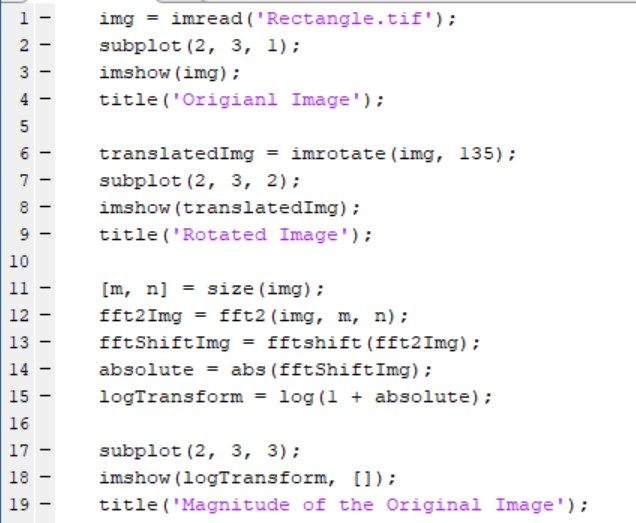 1 – img = imread('Rectangle.tif');
2 – subplot(2, 3, 1);
3 – imshow(img);
4 – title('Origianl Image');
5
6 – translatedImg = imrotate(img, 135);
7 – subplot(2, 3, 2);
8 – imshow(translatedImg);
9 – title('Rotated Image');
10
11 – [m, n] = size(img);
12 – fft2Img = fft2(img, m, n);
13 – fftShiftImg = fftshift(fft2Img);
14 – absolute = abs(fftShiftImg);
15 – logTransform = log(1 + absolute);
16
17 – subplot(2, 3, 3);
18 – imshow(logTransform, []);
19 – title('Magnitude of the Original Image');